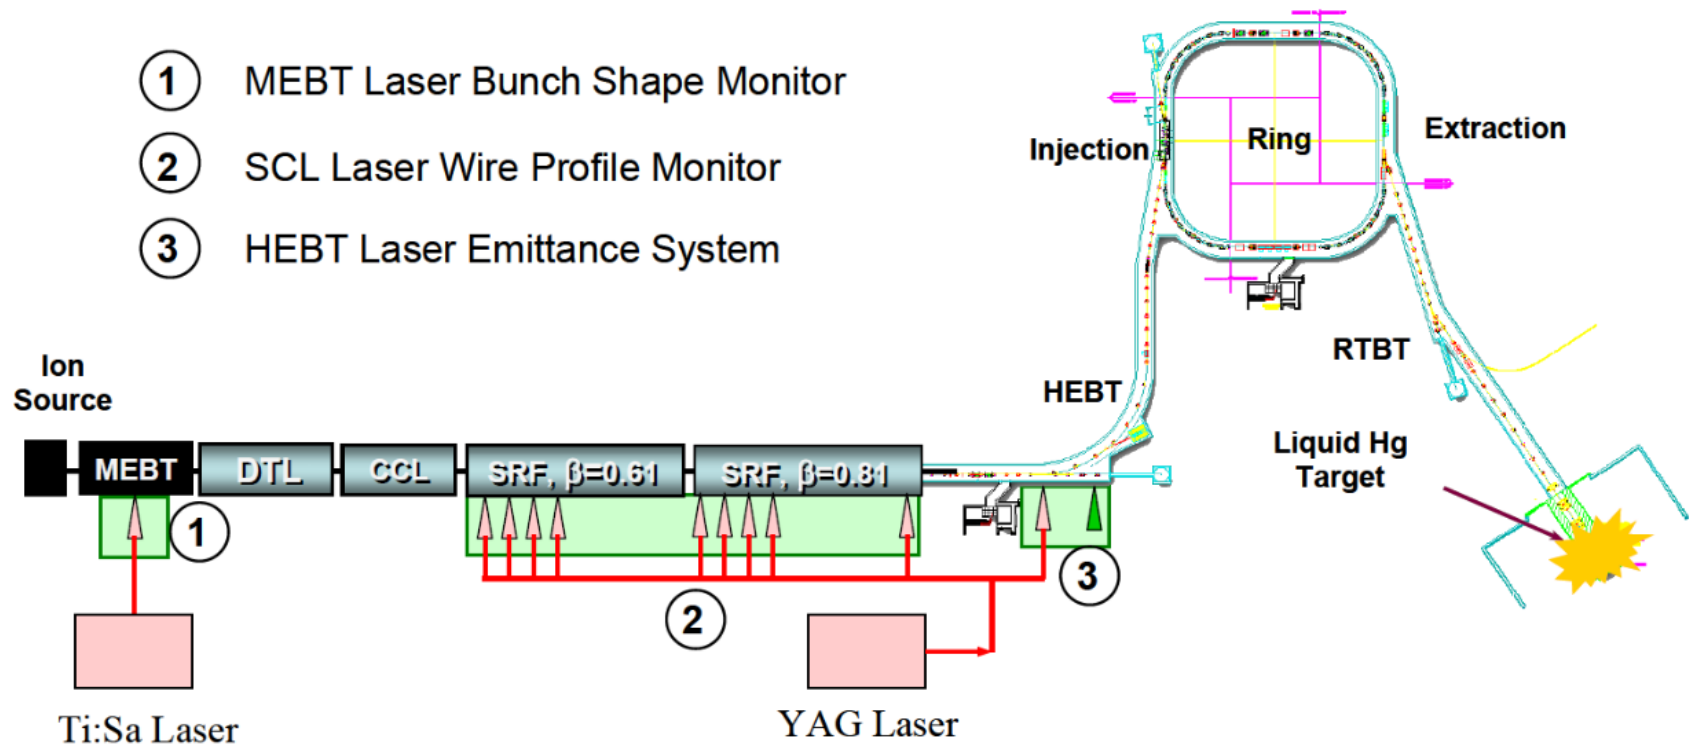 1 MEBT Laser Bunch Shape Monitor
2 SCL Laser Wire Profile Monitor
3 HEBT Laser Emittance System
Injection
Ring
Extraction
Ion
Source
HEBT
RTBT
Liquid Hg
Target
MEBT
DTL
CCL
SRF, β=0.61
SRF, β=0.81
1
2
3
Ti:Sa Laser
YAG Laser